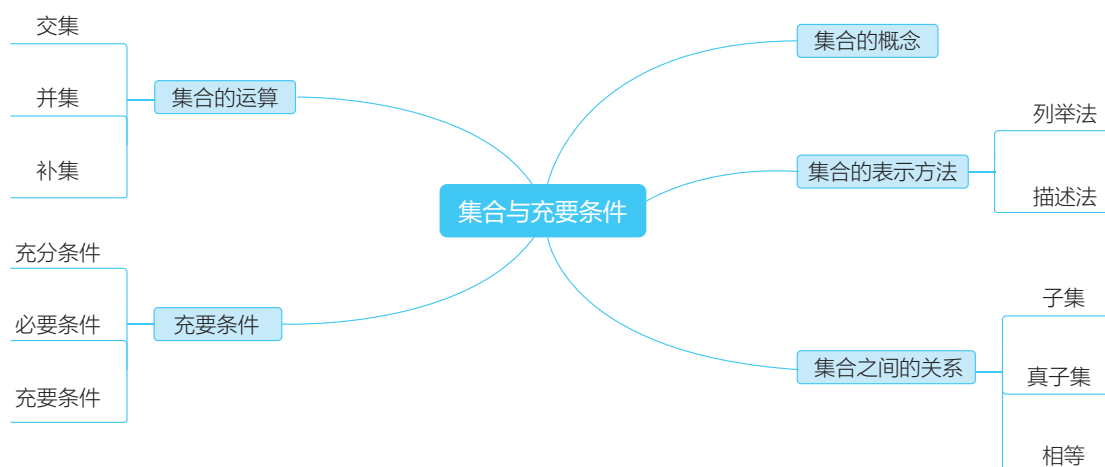 集合与充要条件
集合的概念
集合的表示方法
列举法
描述法
集合之间的关系
子集
真子集
相等
集合的运算
交集
并集
补集
充要条件
充分条件
必要条件
充要条件